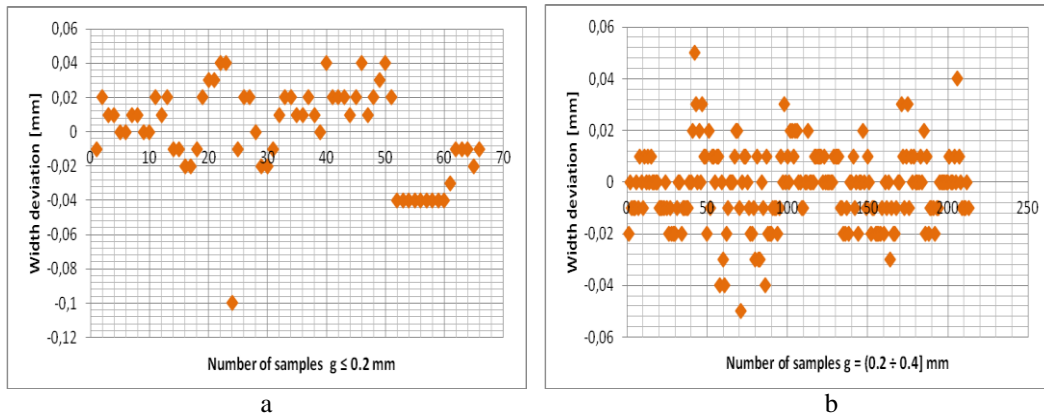 0,06
0,04
0,02
0
-0,02
-0,04
-0,06
-0,08
-0,1
-0,12
0 10 20 30 40 50 60 70
Width deviation [mm]
Number of samples g ≤ 0.2 mm
a
0,06
0,04
0,02
0
-0,02
-0,04
-0,06
0 50 100 150 200 250
Width deviation [mm]
Number of samples g = (0.2 ÷ 0.4] mm
b